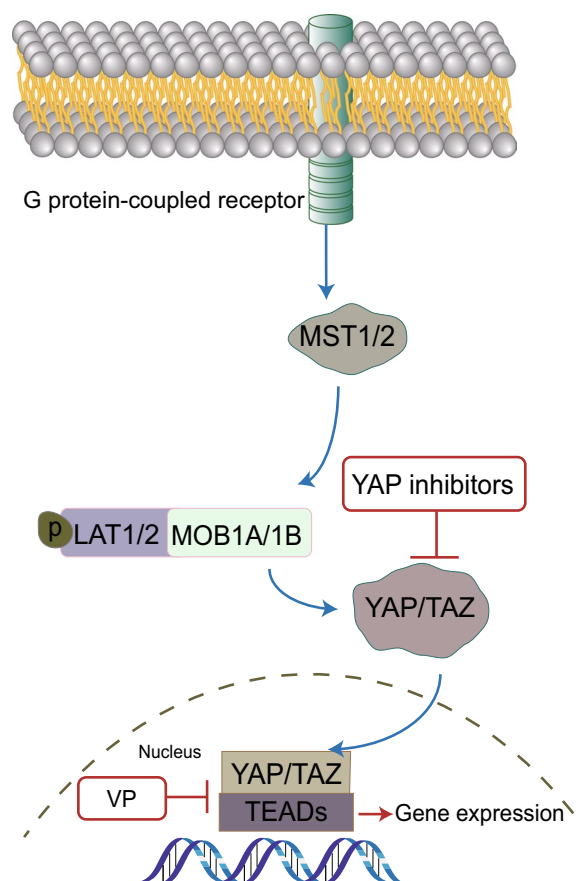 G protein-coupled receptor
MST1/2
YAP inhibitors
p LAT1/2 MOB1A/1B
YAP/TAZ
Nucleus
YAP/TAZ
VP
TEADs
Gene expression